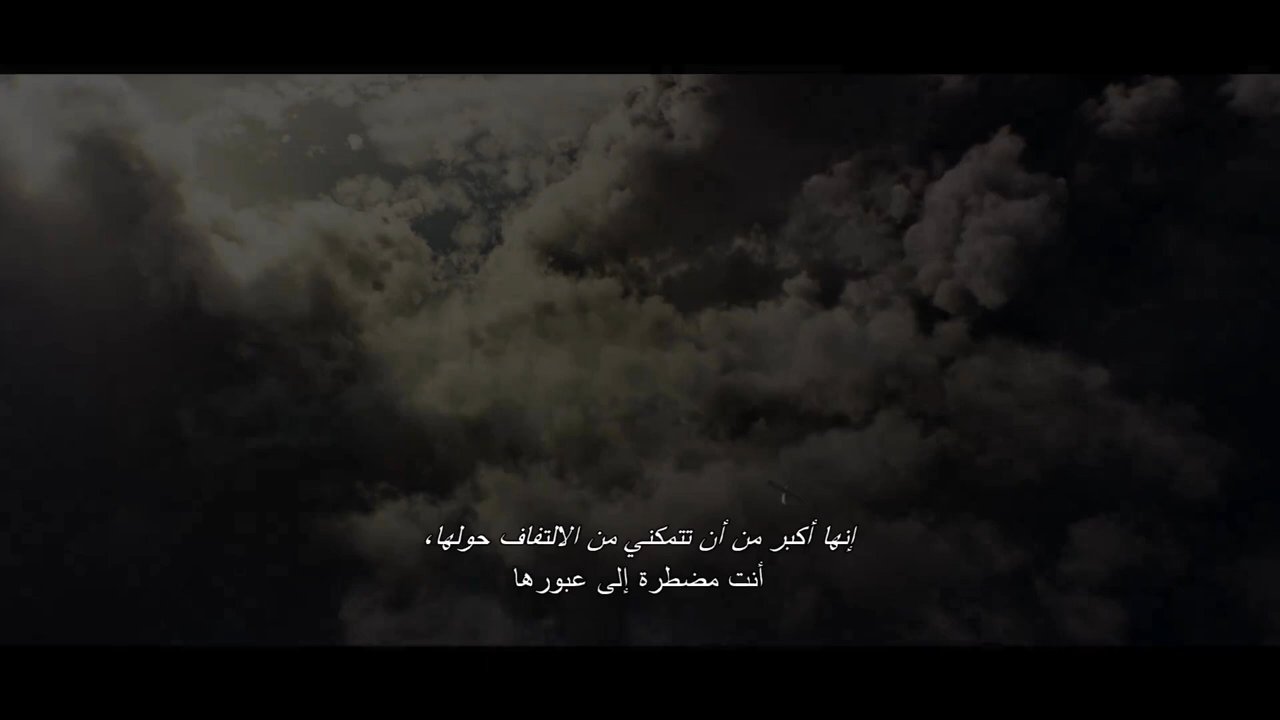 إنها أكبر من أن تتمكني من الالتفاف حولها،
أنت مضطرة إلى عبورها